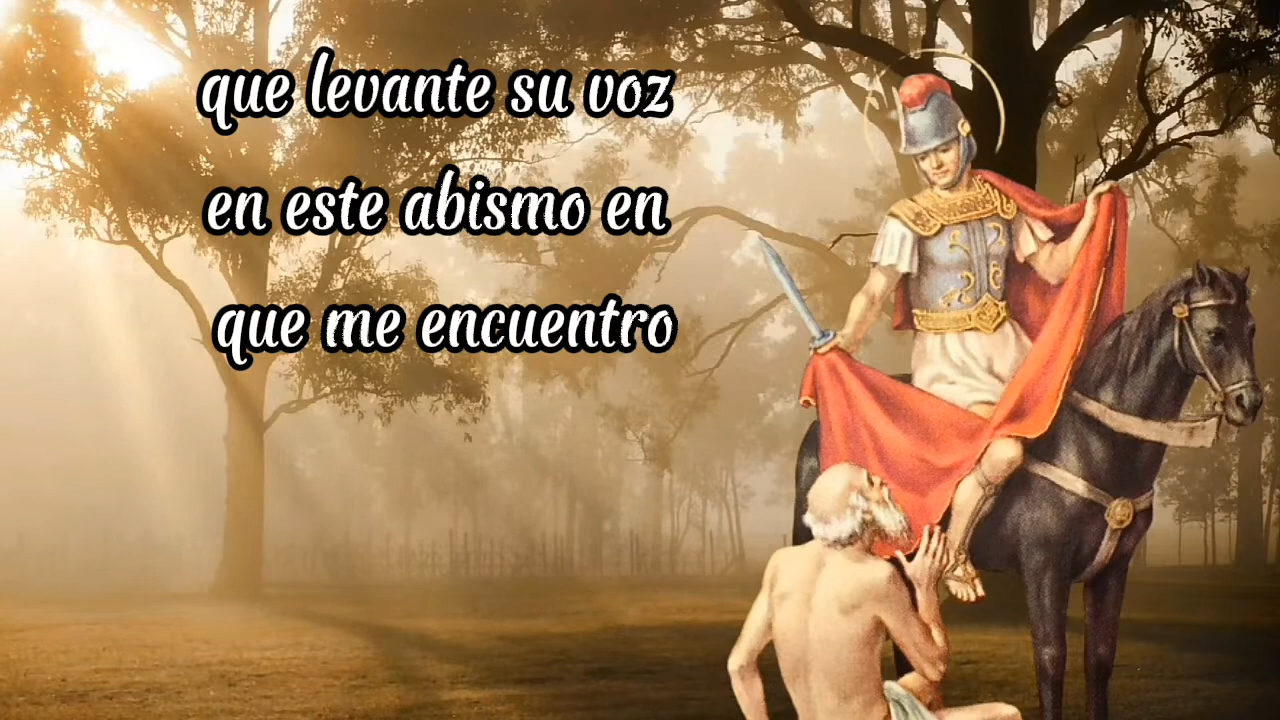 que levante su voz
en este abismo en
que me encuentro